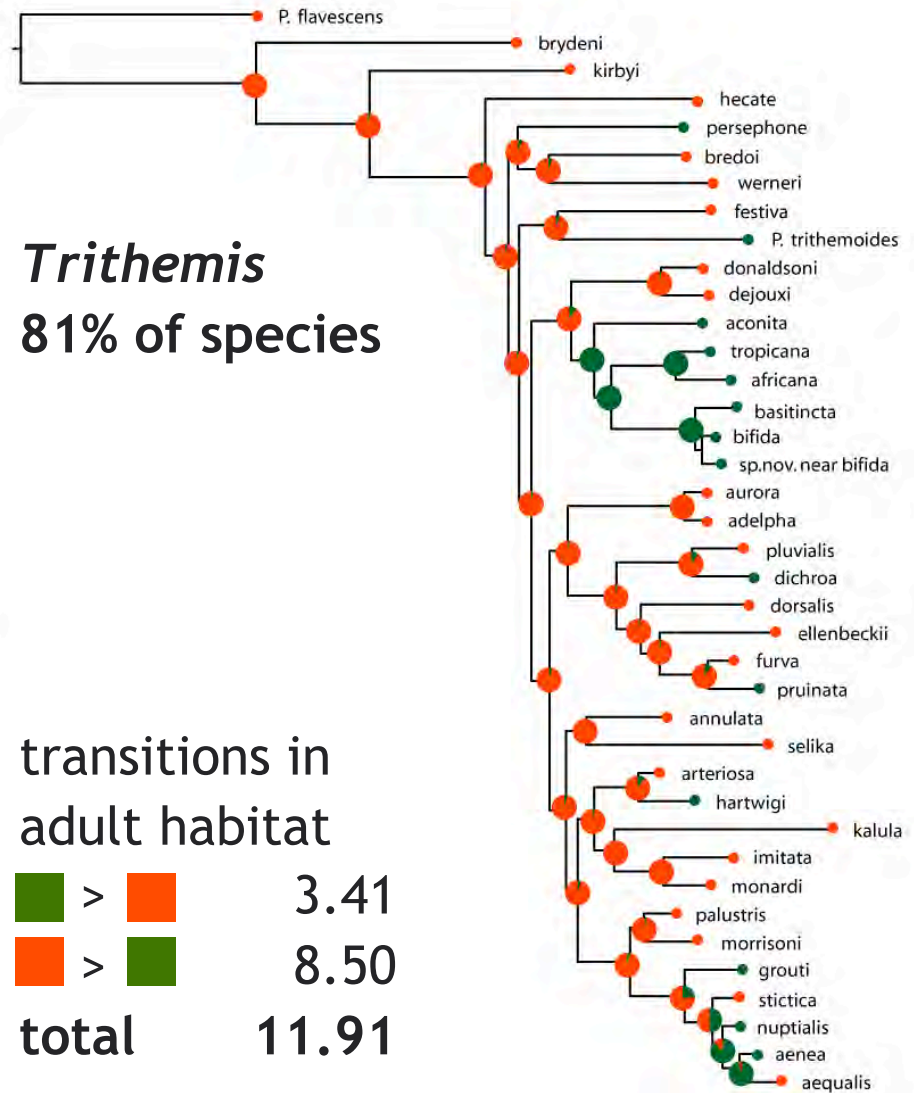 P. flavescens
brydeni
kirbyi
hecate
persephone
bredoi
werneri
festiva
P. trithemoides
donaldsoni
dejouxi
aconita
tropicana
africana
basitincta
bifida
sp.nov. near bifida
aurora
adelpha
pluvialis
dichroa
dorsalis
ellenbeckii
furva
pruinata
annulata
selika
arteriosa
hartwigi
kalula
imitata
monardi
palustris
morrisoni
grouti
stictica
nuptialis
aenea
aequalis
Trithemis
81% of species
transitions in
adult habitat
> 3.41
> 8.50
total 11.91